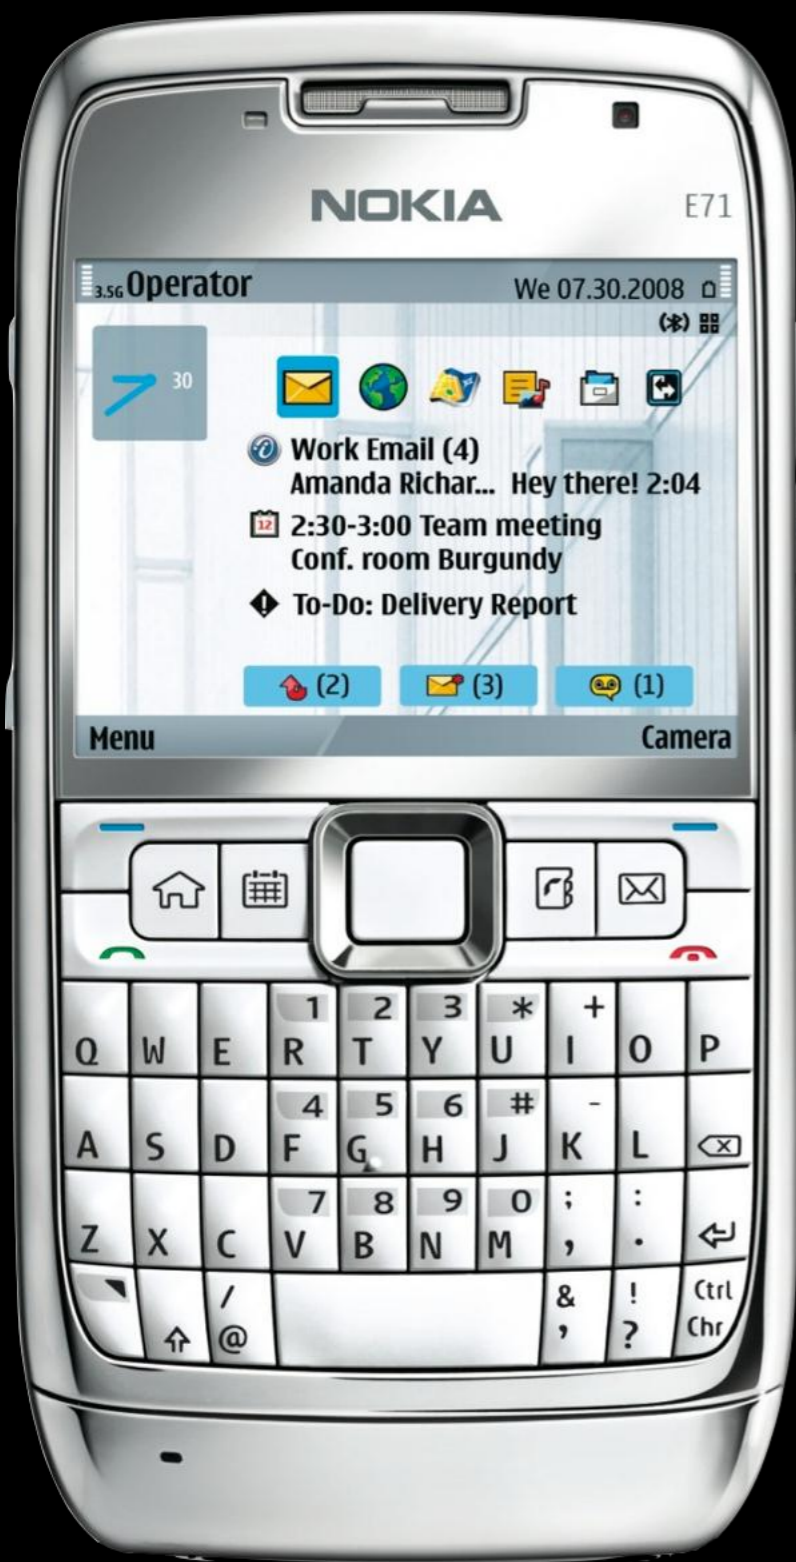 NOKIA
E71
3.5G Operator We 07.30.2008
30
Work Email (4)
Amanda Richar... Hey there! 2:04
12 2:30-3:00 Team meeting
Conf. room Burgundy
To-Do: Delivery Report
(2) (3) (1)
Menu Camera
1 2 3 * +
Q W E R T Y U I O P
4 5 6 # -
A S D F G H J K L
7 8 9 0 ; :
Z X C V B N M , .
/ & ! Ctrl
@ ' ? Chr